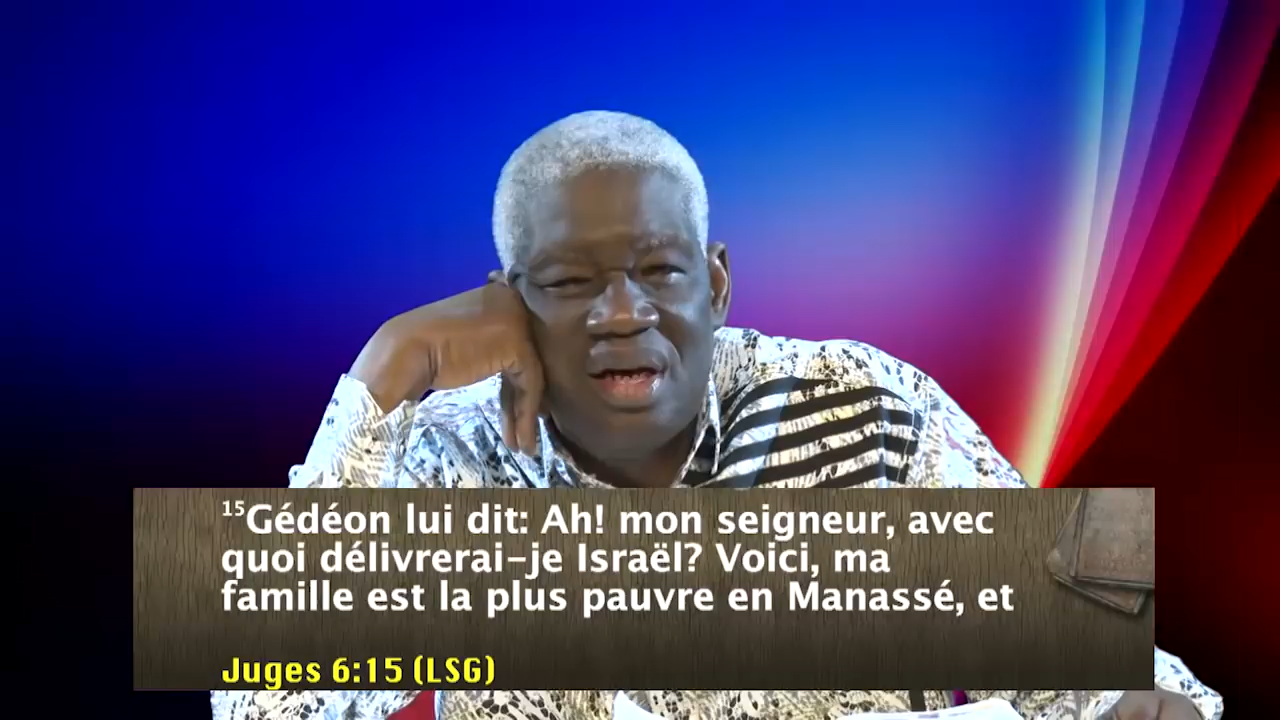 ¹⁵Gédéon lui dit: Ah! mon seigneur, avec
quoi délivrerai-je Israël? Voici, ma
famille est la plus pauvre en Manassé, et
Juges 6:15 (LSG)